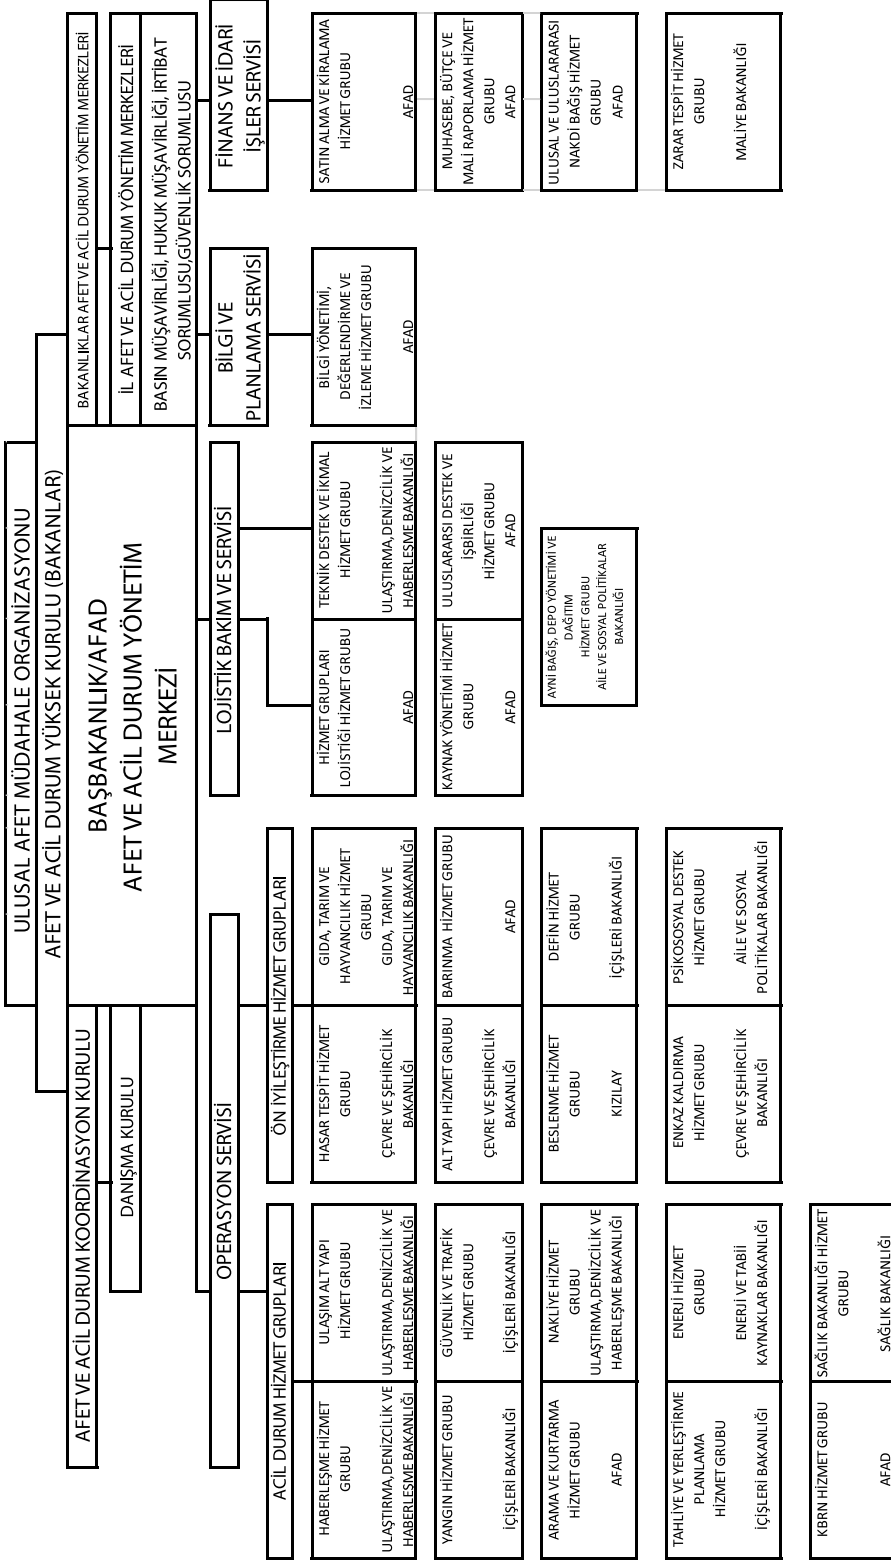 ULUSAL AFET MÜDAHALE ORGANİZASYONU
AFET VE ACİL DURUM YÜKSEK KURULU (BAKANLAR)
AFET VE ACİL DURUM KOORDİNASYON KURULU
DANIŞMA KURULU
BAŞBAKANLIK/AFAD
AFET VE ACİL DURUM YÖNETİM
MERKEZİ
BAKANLIKLAR AFET VE ACİL DURUM YÖNETİM MERKEZLERİ
İL AFET VE ACİL DURUM YÖNETİM MERKEZLERİ
BASIN MÜŞAVİRLİĞİ, HUKUK MÜŞAVİRLİĞİ, İRTİBAT
SORUMLUSU,GÜVENLİK SORUMLUSU
OPERASYON SERVİSİ
ACİL DURUM HİZMET GRUPLARI
HABERLEŞME HİZMET
GRUBU
ULAŞTIRMA,DENİZCİLİK VE
HABERLEŞME BAKANLIĞI
ULAŞIM ALT YAPI
HİZMET GRUBU
ULAŞTIRMA,DENİZCİLİK VE
HABERLEŞME BAKANLIĞI
YANGIN HİZMET GRUBU
İÇİŞLERİ BAKANLIĞI
GÜVENLİK VE TRAFİK
HİZMET GRUBU
İÇİŞLERİ BAKANLIĞI
ARAMA VE KURTARMA
HİZMET GRUBU
AFAD
NAKLİYE HİZMET
GRUBU
ULAŞTIRMA,DENİZCİLİK VE
HABERLEŞME BAKANLIĞI
TAHLİYE VE YERLEŞTİRME
PLANLAMA
HİZMET GRUBU
İÇİŞLERİ BAKANLIĞI
ENERJİ HİZMET
GRUBU
ENERJİ VE TABİİ
KAYNAKLAR BAKANLIĞI
KBRN HİZMET GRUBU
AFAD
SAĞLIK BAKANLIĞI HİZMET
GRUBU
SAĞLIK BAKANLIĞI
ÖN İYİLEŞTİRME HİZMET GRUPLARI
HASAR TESPİT HİZMET
GRUBU
ÇEVRE VE ŞEHİRCİLİK
BAKANLIĞI
GIDA, TARIM VE
HAYVANCILIK HİZMET
GRUBU
GIDA, TARIM VE
HAYVANCILIK BAKANLIĞI
ALT YAPI HİZMET GRUBU
ÇEVRE VE ŞEHİRCİLİK
BAKANLIĞI
BARINMA HİZMET GRUBU
AFAD
BESLENME HİZMET
GRUBU
KIZILAY
DEFİN HİZMET
GRUBU
İÇİŞLERİ BAKANLIĞI
ENKAZ KALDIRMA
HİZMET GRUBU
ÇEVRE VE ŞEHİRCİLİK
BAKANLIĞI
PSİKOSOSYAL DESTEK
HİZMET GRUBU
AİLE VE SOSYAL
POLİTİKALAR BAKANLIĞI
LOJİSTİK BAKIM VE SERVİSİ
HİZMET GRUPLARI
LOJİSTİĞİ HİZMET GRUBU
AFAD
TEKNİK DESTEK VE İKMAL
HİZMET GRUBU
ULAŞTIRMA,DENİZCİLİK VE
HABERLEŞME BAKANLIĞI
KAYNAK YÖNETİMİ HİZMET
GRUBU
AFAD
ULUSLARARSI DESTEK VE
İŞBİRLİĞİ
HİZMET GRUBU
AFAD
AYNİ BAĞIŞ, DEPO YÖNETİMİ VE
DAĞITIM
HİZMET GRUBU
AİLE VE SOSYAL POLİTİKALAR
BAKANLIĞI
BİLGİ VE
PLANLAMA SERVİSİ
BİLGİ YÖNETİMİ,
DEĞERLENDİRME VE
İZLEME HİZMET GRUBU
AFAD
FİNANS VE İDARİ
İŞLER SERVİSİ
SATIN ALMA VE KİRALAMA
HİZMET GRUBU
AFAD
MUHASEBE, BÜTÇE VE
MALİ RAPORLAMA HİZMET
GRUBU
AFAD
ULUSAL VE ULUSLARARASI
NAKDİ BAĞIŞ HİZMET
GRUBU
AFAD
ZARAR TESPİT HİZMET
GRUBU
MALİYE BAKANLIĞI